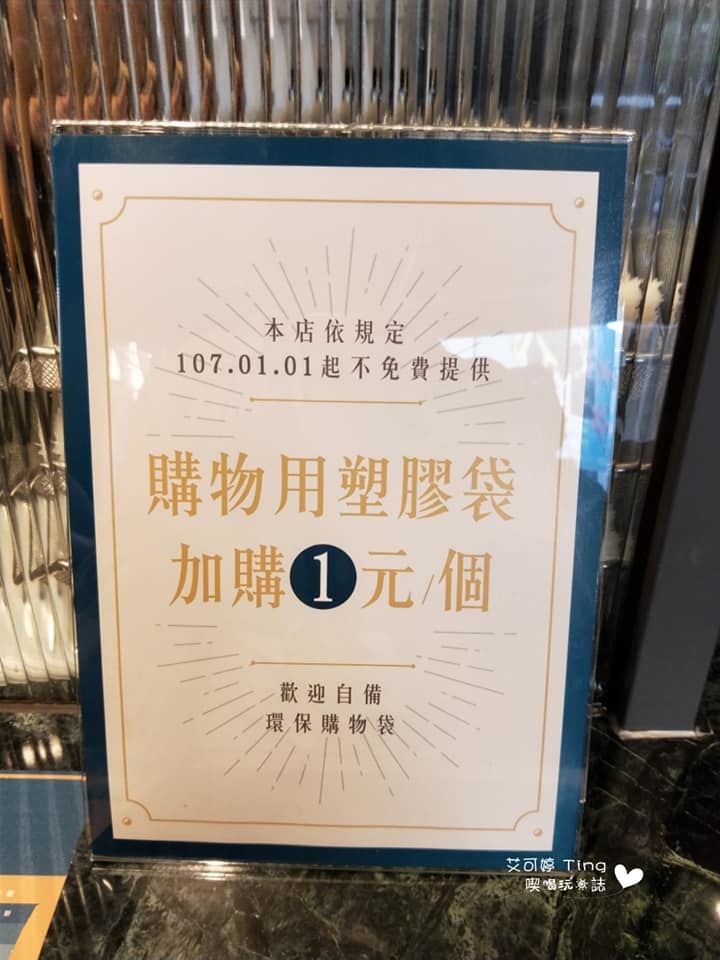 本店依規定
107.01.01起不免費提供
購物用塑膠袋
加購1元/個
歡迎自備
環保購物袋
艾可婷 Ting
喫喝玩煮誌